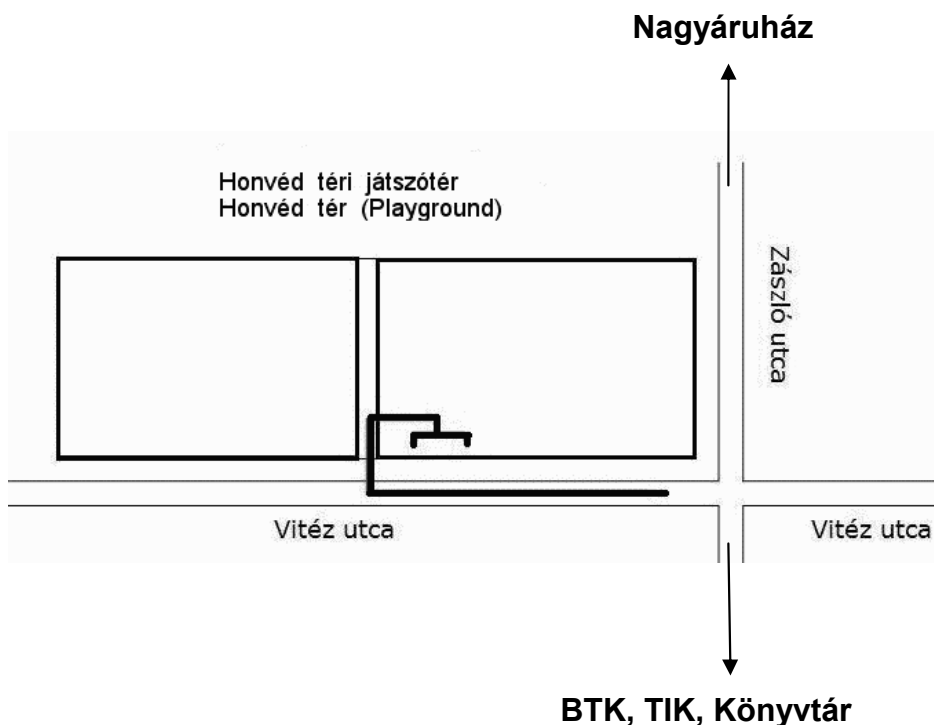 Nagyáruház
Honvéd téri játszótér
Honvéd tér (Playground)
Zászló utca
Vitéz utca
Vitéz utca
BTK, TIK, Könyvtár